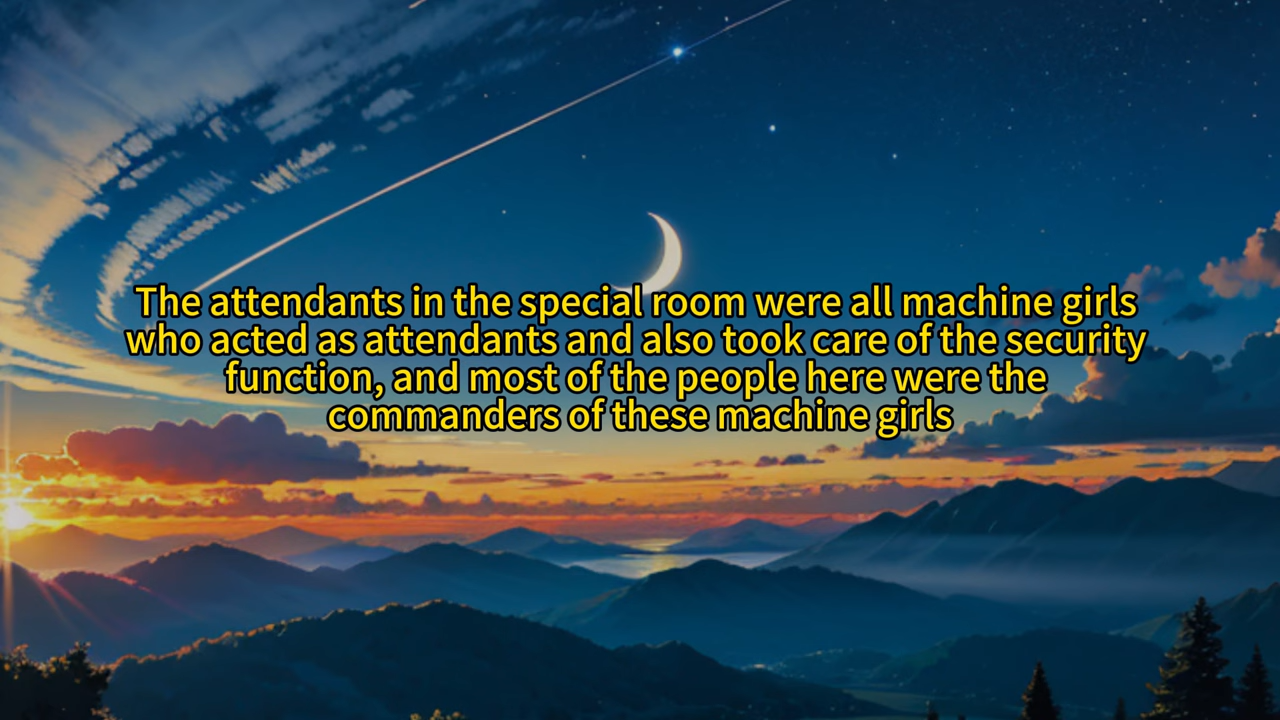 The attendants in the special room were all machine girls
who acted as attendants and also took care of the security
function, and most of the people here were the
commanders of these machine girls